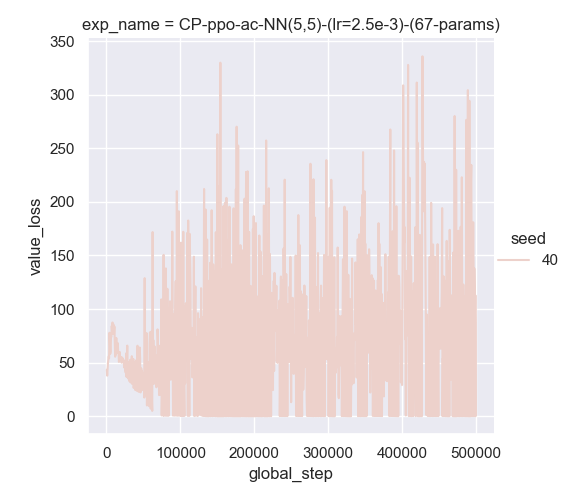 exp_name = CP-ppo-ac-NN(5,5)-(lr=2.5e-3)-(67-params)
350
300
250
200
150
100
50
0
value_loss
0 100000 200000 300000 400000 500000
global_step
seed
40